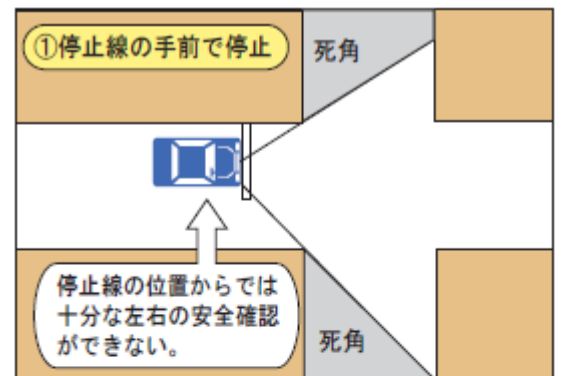 ①停止線の手前で停止
死角
停止線の位置からでは
十分な左右の安全確認
ができない。
死角